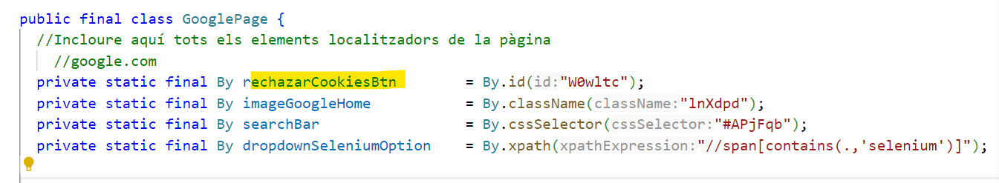 public final class GooglePage {
//Incloure aquí tots els elements localitzadors de la pàgina
//google.com
private static final By rechazarCookiesBtn = By.id(id:"W0wltc");
private static final By imageGoogleHome = By.className(className:"lnXdpd");
private static final By searchBar = By.cssSelector(cssSelector:"#APjFqb");
private static final By dropdownSeleniumOption = By.xpath(xpathExpression:"//span[contains(.,'selenium')]");